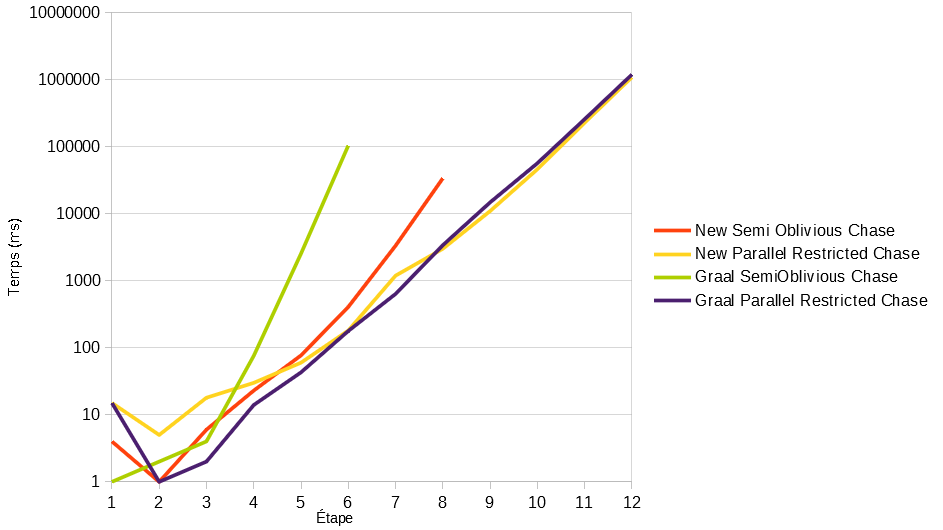 10000000
1000000
100000
10000
1000
100
10
1
Temps (ms)
1 2 3 4 5 6 7 8 9 10 11 12
Étape
New Semi Oblivious Chase
New Parallel Restricted Chase
Graal SemiOblivious Chase
Graal Parallel Restricted Chase